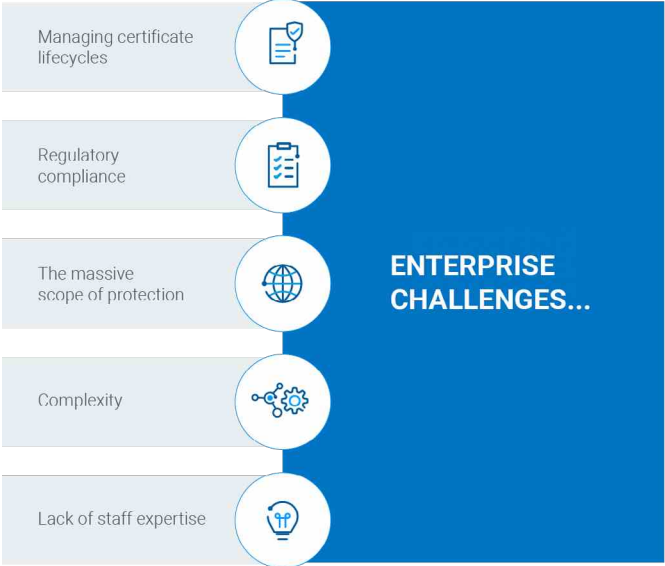 Managing certificate
lifecycles
Regulatory
compliance
The massive
scope of protection
Complexity
Lack of staff expertise
ENTERPRISE
CHALLENGES...